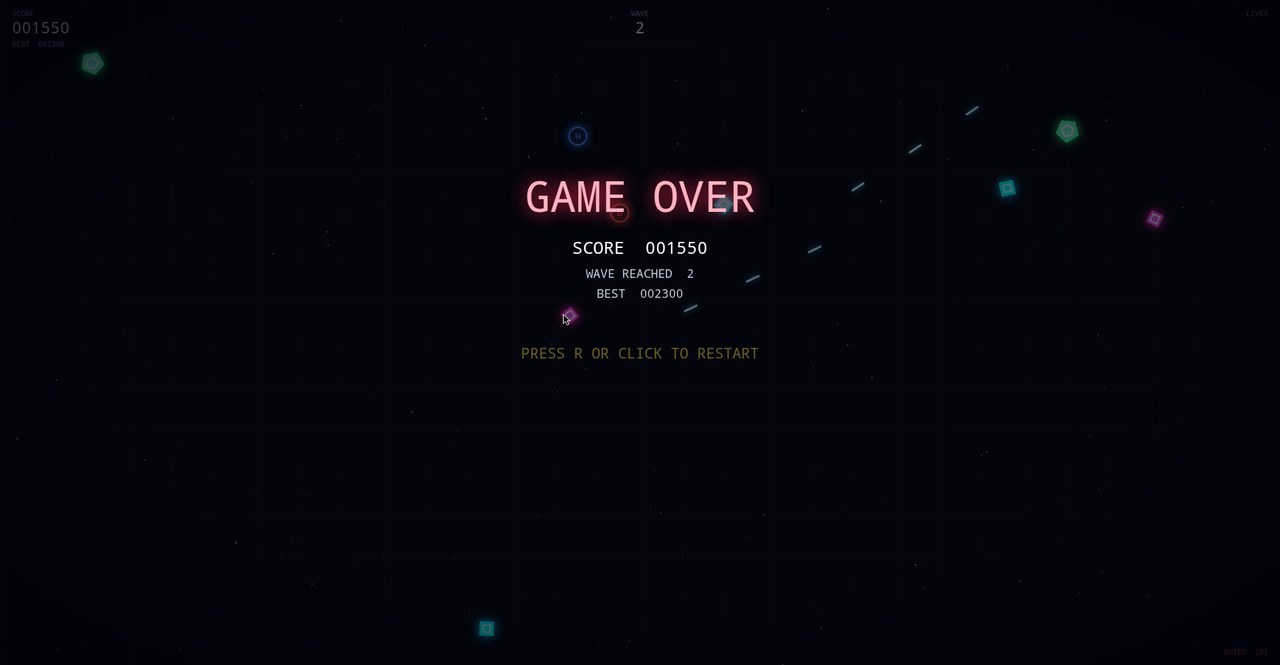 SCORE
WAVE
LIVES
001550
2
BEST 002300
H
GAME OVER
SCORE 001550
WAVE REACHED 2
BEST 002300
PRESS R OR CLICK TO RESTART
MUTED [M]